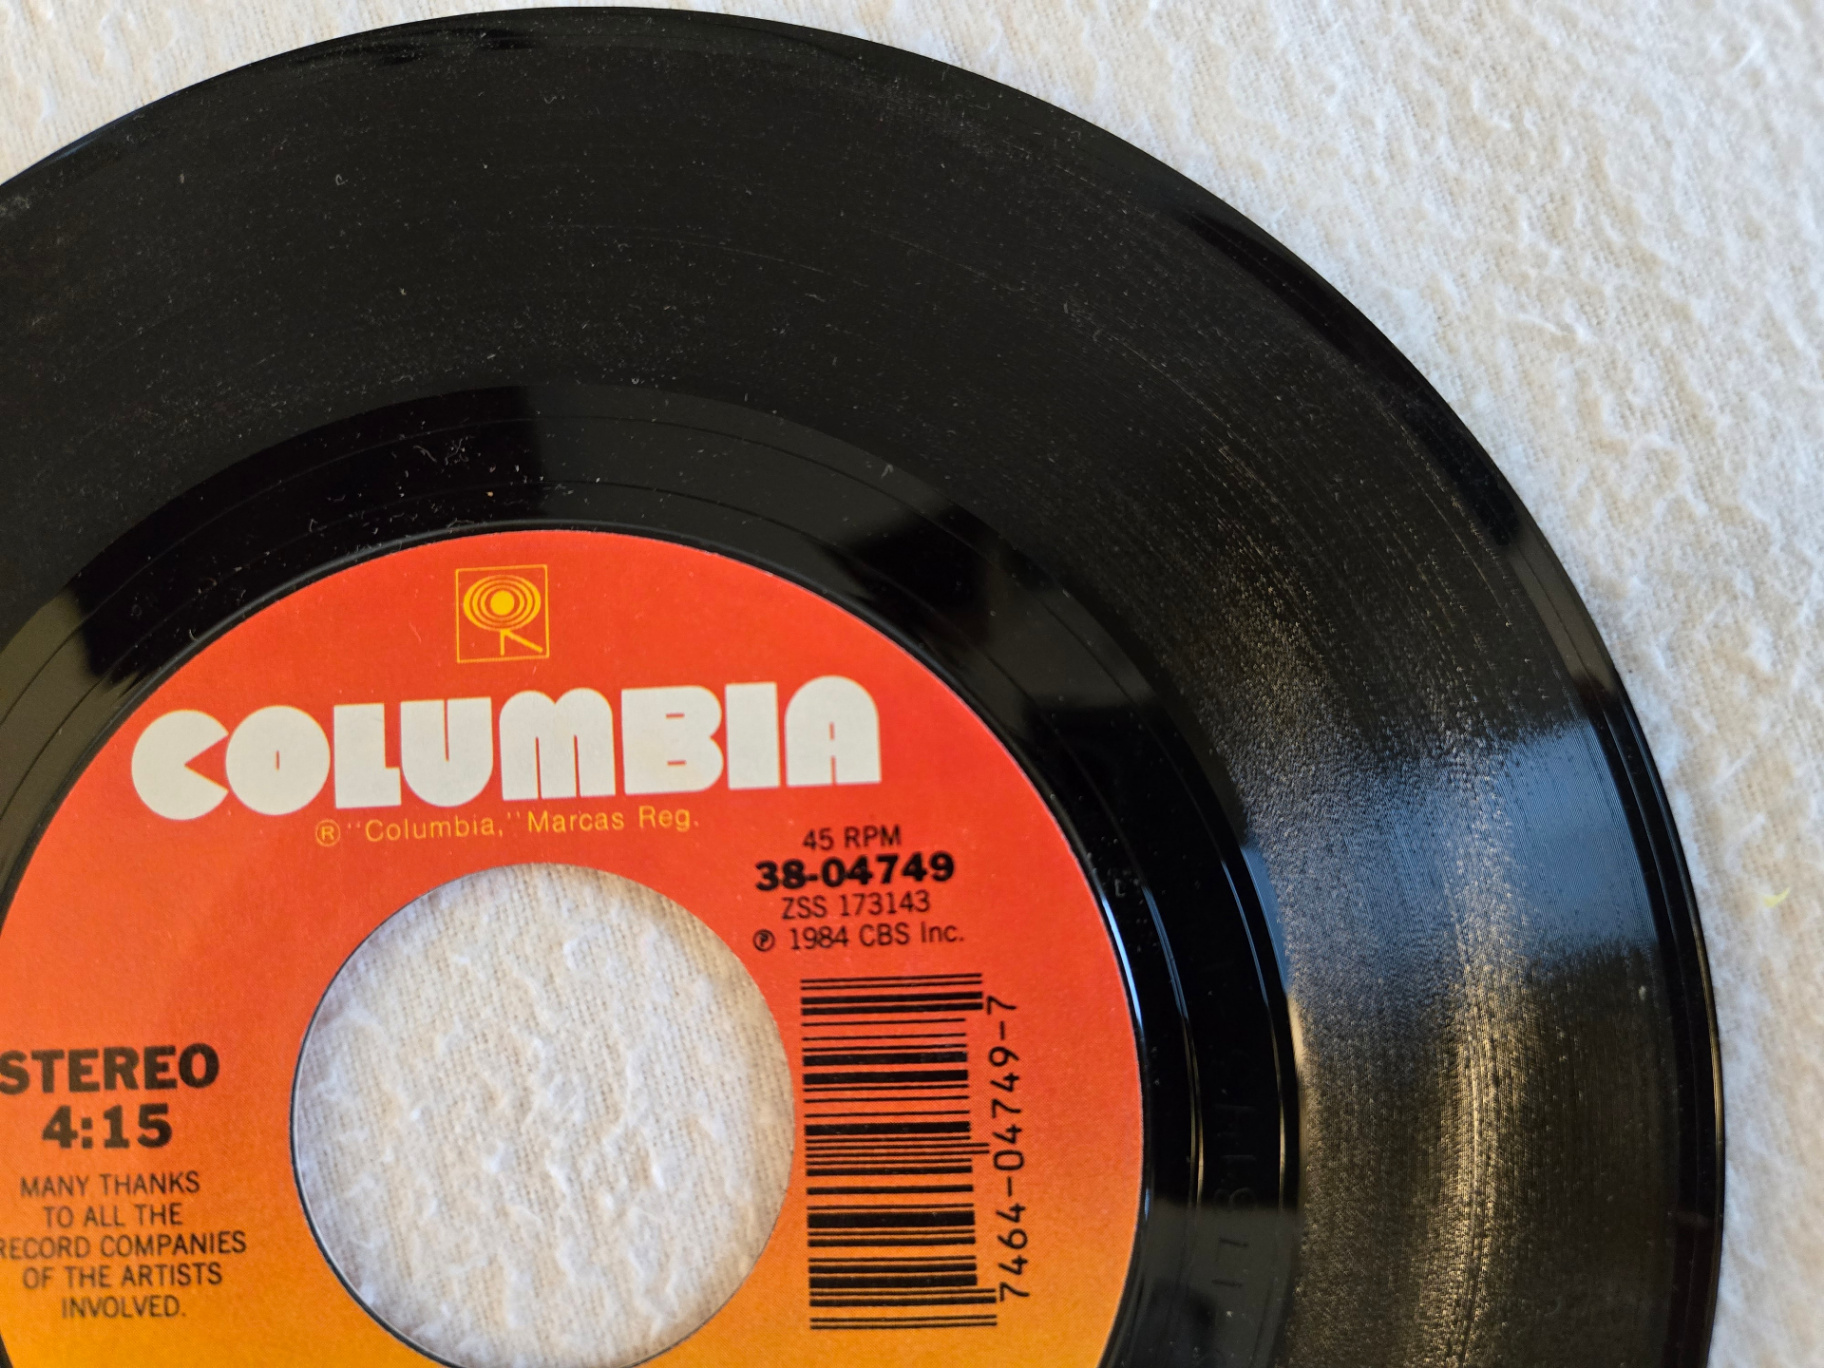 COLUMBIA
® "Columbia," Marcas Reg.
45 RPM
38-04749
ZSS 173143
℗ 1984 CBS Inc.
7464-04749-7
STEREO
4:15
MANY THANKS
TO ALL THE
RECORD COMPANIES
OF THE ARTISTS
INVOLVED.